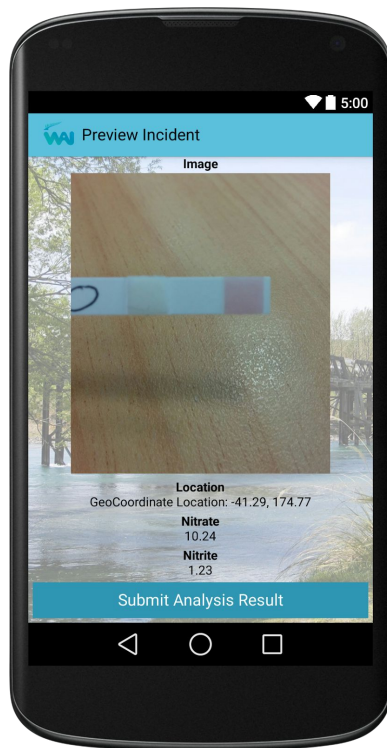 5:00
WAI Preview Incident
Image
Location
GeoCoordinate Location: -41.29, 174.77
Nitrate
10.24
Nitrite
1.23
Submit Analysis Result